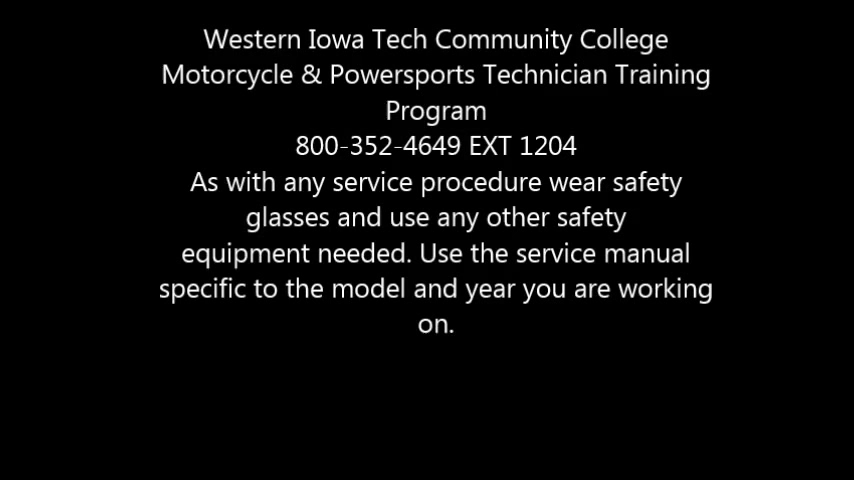 Western Iowa Tech Community College
Motorcycle & Powersports Technician Training
Program
800-352-4649 EXT 1204
As with any service procedure wear safety
glasses and use any other safety
equipment needed. Use the service manual
specific to the model and year you are working
on.